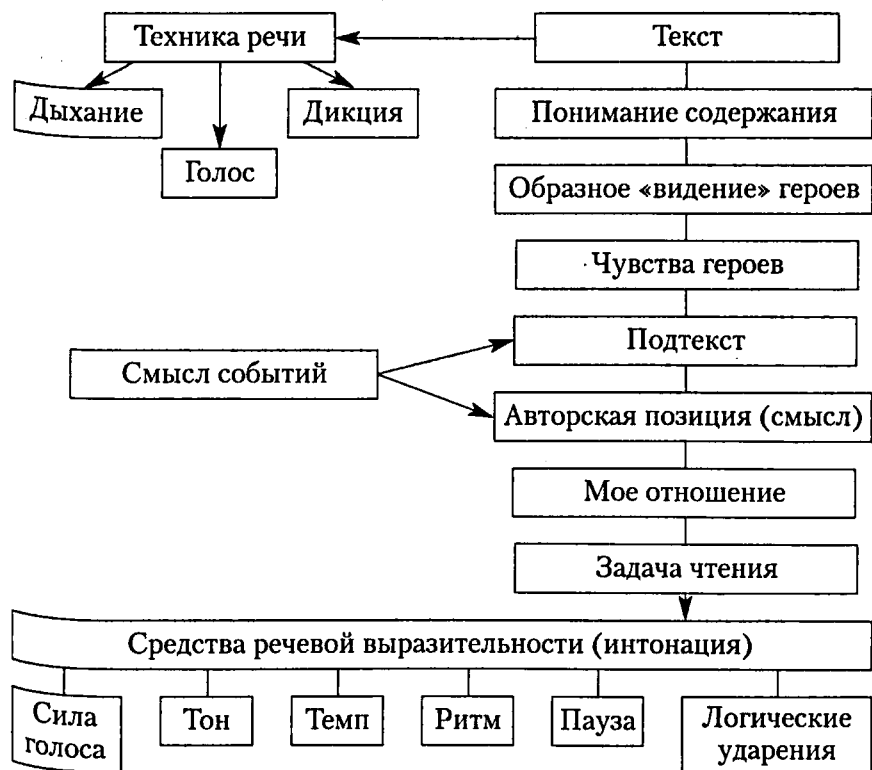 Техника речи
Текст
Дыхание
Дикция
Понимание содержания
Голос
Образное «видение» героев
Чувства героев
Подтекст
Смысл событий
Авторская позиция (смысл)
Мое отношение
Задача чтения
Средства речевой выразительности (интонация)
Сила
голоса
Тон
Темп
Ритм
Пауза
Логические
ударения